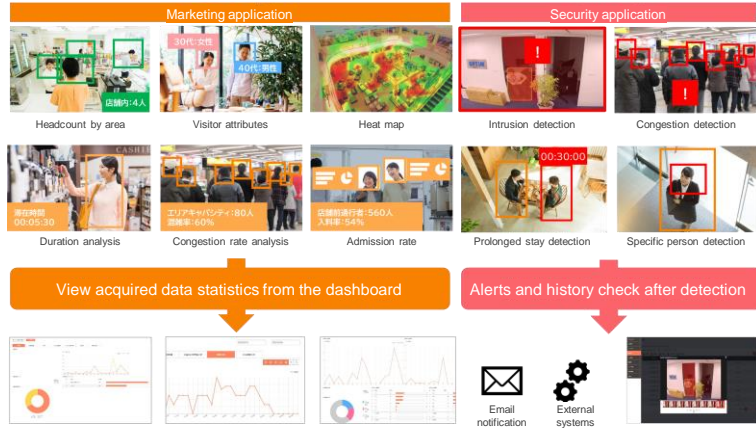 Marketing application
Security application
30代:女性
40代:男性
店舗内:4人
!
!
Headcount by area
Visitor attributes
Heat map
Intrusion detection
Congestion detection
CASHIER
滞在時間
00:05:30
エリアキャパシティ:80人
混雑率:60%
店舗前通行者:560人
入料率:54%
00:30:00
Duration analysis
Congestion rate analysis
Admission rate
Prolonged stay detection
Specific person detection
View acquired data statistics from the dashboard
Alerts and history check after detection
Email
notification
External
systems